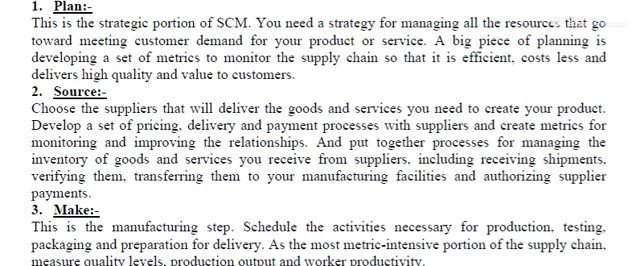 1. Plan:-
This is the strategic portion of SCM. You need a strategy for managing all the resources that go
toward meeting customer demand for your product or service. A big piece of planning is
developing a set of metrics to monitor the supply chain so that it is efficient, costs less and
delivers high quality and value to customers.
2. Source:-
Choose the suppliers that will deliver the goods and services you need to create your product.
Develop a set of pricing, delivery and payment processes with suppliers and create metrics for
monitoring and improving the relationships. And put together processes for managing the
inventory of goods and services you receive from suppliers, including receiving shipments,
verifying them, transferring them to your manufacturing facilities and authorizing supplier
payments.
3. Make:-
This is the manufacturing step. Schedule the activities necessary for production, testing,
packaging and preparation for delivery. As the most metric-intensive portion of the supply chain,
measure quality levels, production output and worker productivity.